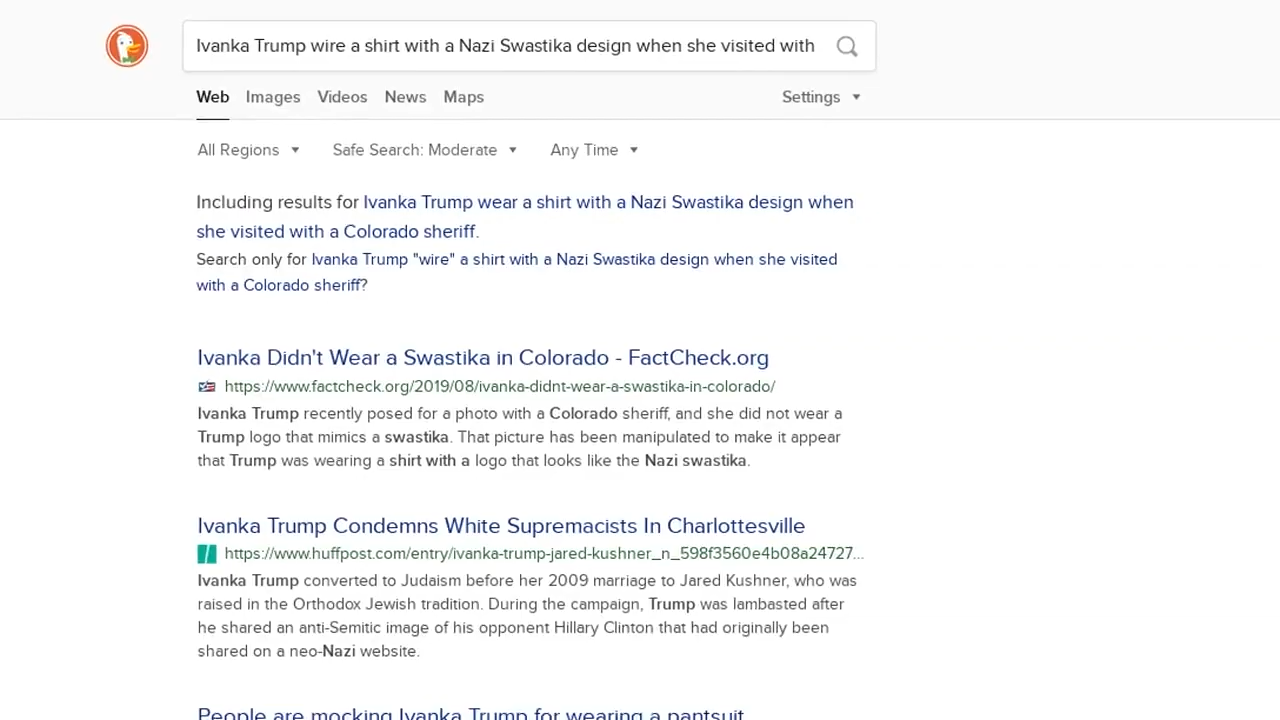 Ivanka Trump wire a shirt with a Nazi Swastika design when she visited with
Web Images Videos News Maps Settings
All Regions Safe Search: Moderate Any Time
Including results for Ivanka Trump wear a shirt with a Nazi Swastika design when
she visited with a Colorado sheriff.
Search only for Ivanka Trump "wire" a shirt with a Nazi Swastika design when she visited
with a Colorado sheriff?
Ivanka Didn't Wear a Swastika in Colorado - FactCheck.org
https://www.factcheck.org/2019/08/ivanka-didnt-wear-a-swastika-in-colorado/
Ivanka Trump recently posed for a photo with a Colorado sheriff, and she did not wear a
Trump logo that mimics a swastika. That picture has been manipulated to make it appear
that Trump was wearing a shirt with a logo that looks like the Nazi swastika.
Ivanka Trump Condemns White Supremacists In Charlottesville
https://www.huffpost.com/entry/ivanka-trump-jared-kushner_n_598f3560e4b08a24727...
Ivanka Trump converted to Judaism before her 2009 marriage to Jared Kushner, who was
raised in the Orthodox Jewish tradition. During the campaign, Trump was lambasted after
he shared an anti-Semitic image of his opponent Hillary Clinton that had originally been
shared on a neo-Nazi website.
People are mocking Ivanka Trump for wearing a pantsuit